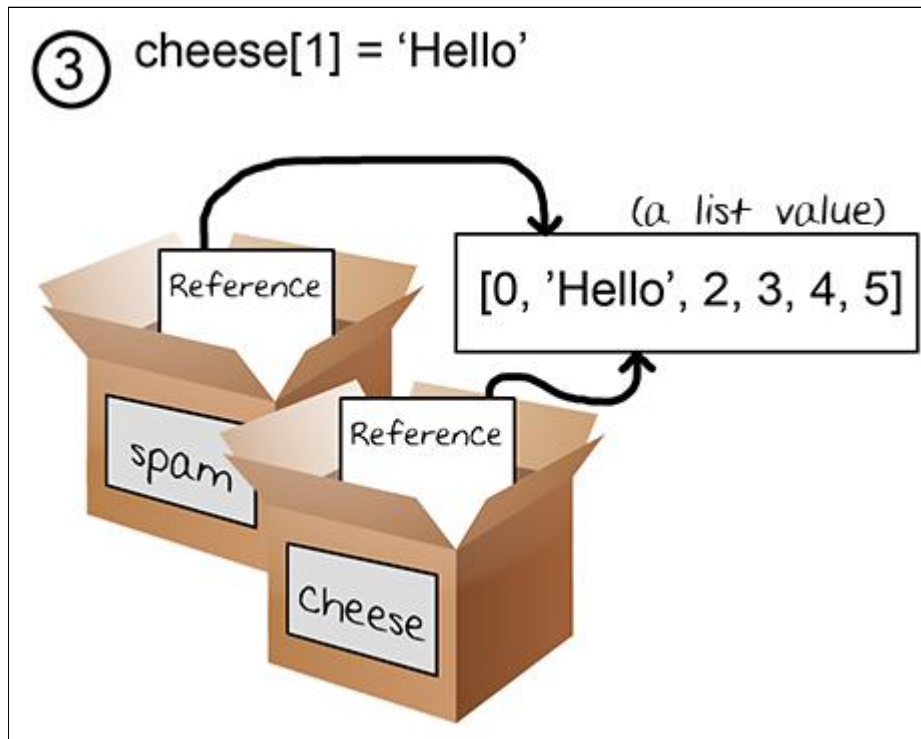 3 cheese[1] = ‘Hello’
(a list value)
[0, ‘Hello’, 2, 3, 4, 5]
Reference
Reference
spam
cheese